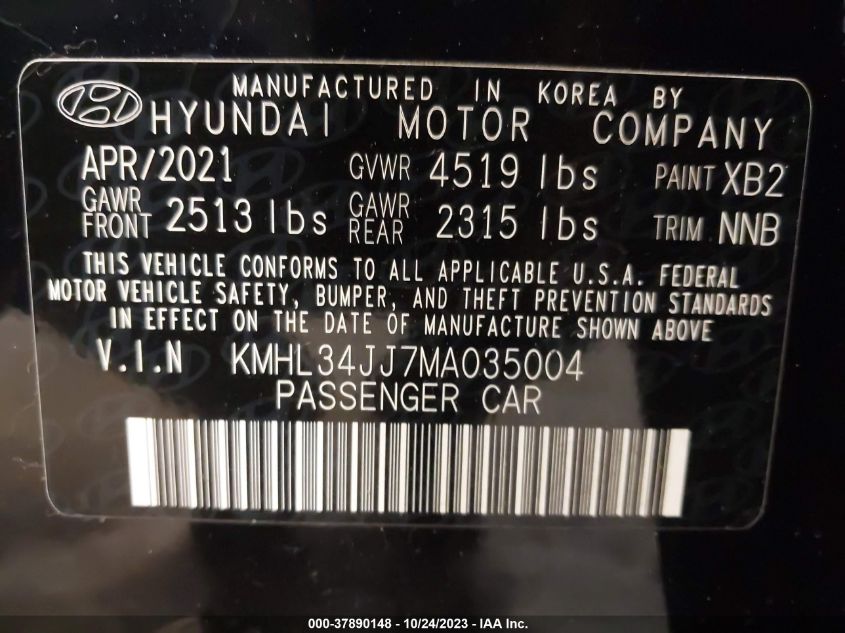 MANUFACTURED IN KOREA BY
HYUNDAI MOTOR COMPANY
APR/2021 GVWR 4519 lbs PAINT XB2
GAWR FRONT 2513 lbs GAWR REAR 2315 lbs TRIM NNB
THIS VEHICLE CONFORMS TO ALL APPLICABLE U.S.A. FEDERAL
MOTOR VEHICLE SAFETY, BUMPER, AND THEFT PREVENTION STANDARDS
IN EFFECT ON THE DATE OF MANUFACTURE SHOWN ABOVE
V.I.N KMHL34JJ7MA035004
PASSENGER CAR
000-37890148 - 10/24/2023 - IAA Inc.